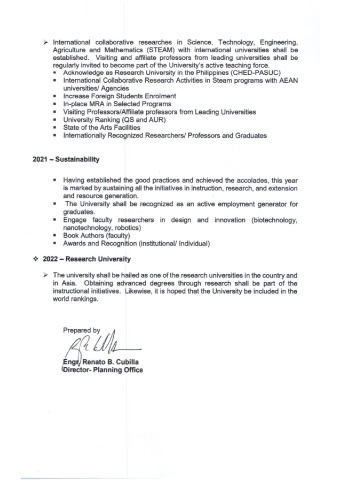 ➢ International collaborative researches in Science, Technology, Engineering,
Agriculture and Mathematics (STEAM) with international universities shall be
established. Visiting and affiliate professors from leading universities shall be
regularly invited to become part of the University's active teaching force.
▪ Acknowledge as Research University in the Philippines (CHED-PASUC)
▪ International Collaborative Research Activities in Steam programs with AEAN
universities/ Agencies
▪ Increase Foreign Students Enrolment
▪ In-place MRA in Selected Programs
▪ Visiting Professors/Affiliate professors from Leading Universities
▪ University Ranking (QS and AUR)
▪ State of the Arts Facilities
▪ Internationally Recognized Researchers/ Professors and Graduates
2021 – Sustainability
▪ Having established the good practices and achieved the accolades, this year
is marked by sustaining all the initiatives in instruction, research, and extension
and resource generation.
▪ The University shall be recognized as an active employment generator for
graduates.
▪ Engage faculty researchers in design and innovation (biotechnology,
nanotechnology, robotics)
▪ Book Authors (faculty)
▪ Awards and Recognition (institutional/ Individual)
❖ 2022 – Research University
➢ The university shall be hailed as one of the research universities in the country and
in Asia. Obtaining advanced degrees through research shall be part of the
instructional initiatives. Likewise, it is hoped that the University be included in the
world rankings.
Prepared by
Engr. Renato B. Cubilla
Director- Planning Office